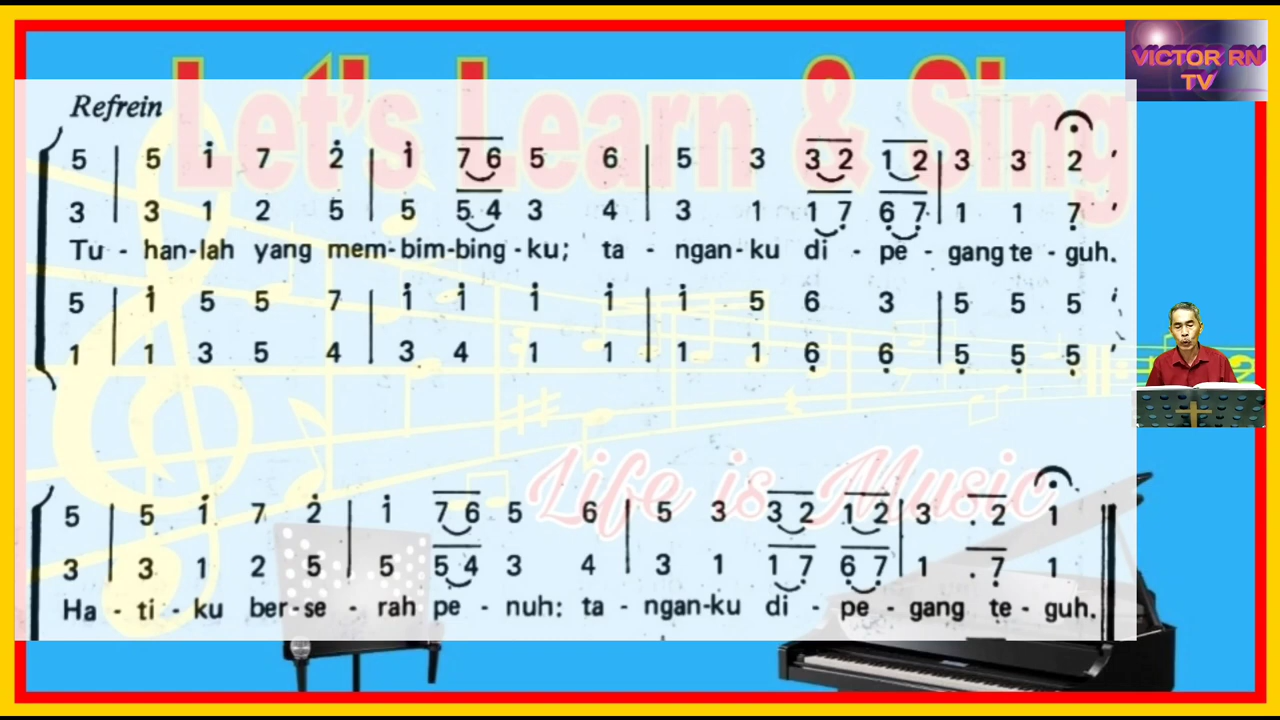 Let's Learn & Sing
VICTOR RN
TV
Refrein
5 | 5 1̇ 7 2̇ | 1̇ 7 6 5 6 | 5 3 3 2 1 2 | 3 3 2 ,
3 | 3 1 2 5 | 5 5 4 3 4 | 3 1 1 7̣ 6̣ 7̣ | 1 1 7̣ ,
Tu - han-lah yang mem-bim-bing -ku; ta - ngan-ku di - pe - gang te - guh.
5 | 1̇ 5 5 7 | 1̇ 1̇ 1̇ 1̇ | 1̇ 5 6 3 | 5 5 5 ,
1 | 1 3 5 4 | 3 4 1 1 | 1 1 6̣ 6̣ | 5̣ 5̣ 5̣ ,
Life is Music
5 | 5 1̇ 7 2̇ | 1̇ 7 6 5 6 | 5 3 3 2 1 2 | 3 . 2 1 ||
3 | 3 1 2 5 | 5 5 4 3 4 | 3 1 1 7̣ 6̣ 7̣ | 1 . 7̣ 1
Ha - ti - ku ber-se - rah pe - nuh: ta - ngan-ku di - pe - gang te - guh.